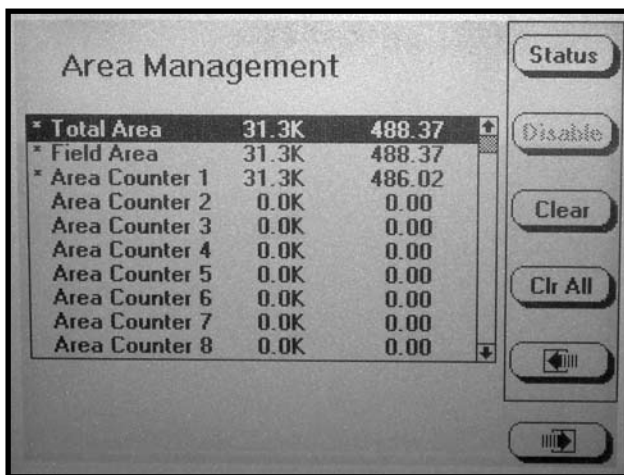 Area Management
* Total Area 31.3K 488.37
* Field Area 31.3K 488.37
* Area Counter 1 31.3K 486.02
Area Counter 2 0.0K 0.00
Area Counter 3 0.0K 0.00
Area Counter 4 0.0K 0.00
Area Counter 5 0.0K 0.00
Area Counter 6 0.0K 0.00
Area Counter 7 0.0K 0.00
Area Counter 8 0.0K 0.00
Status
Disable
Clear
Clr All